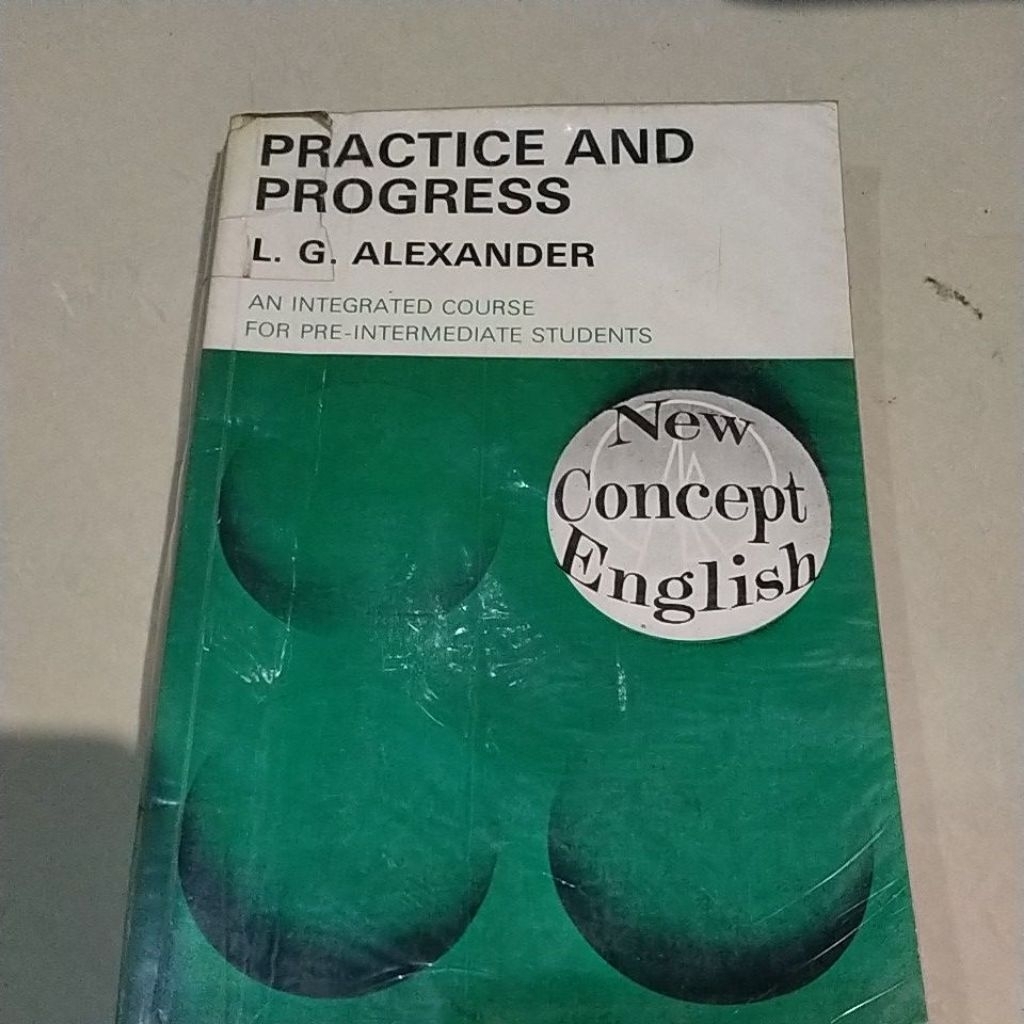 PRACTICE AND
PROGRESS
L. G. ALEXANDER
AN INTEGRATED COURSE
FOR PRE-INTERMEDIATE STUDENTS
New
Concept
English